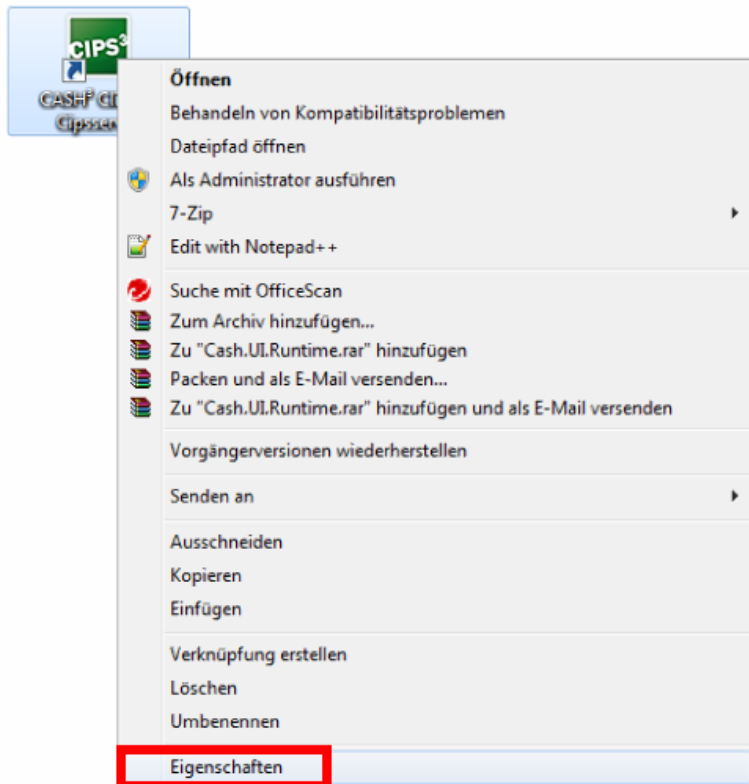 CIPS³
CASH³
Öffnen
Behandeln von Kompatibilitätsproblemen
Dateipfad öffnen
Als Administrator ausführen
7-Zip
Edit with Notepad++
Suche mit OfficeScan
Zum Archiv hinzufügen...
Zu "Cash.UI.Runtime.rar" hinzufügen
Packen und als E-Mail versenden...
Zu "Cash.UI.Runtime.rar" hinzufügen und als E-Mail versenden
Vorgängerversionen wiederherstellen
Senden an
Ausschneiden
Kopieren
Einfügen
Verknüpfung erstellen
Löschen
Umbenennen
Eigenschaften